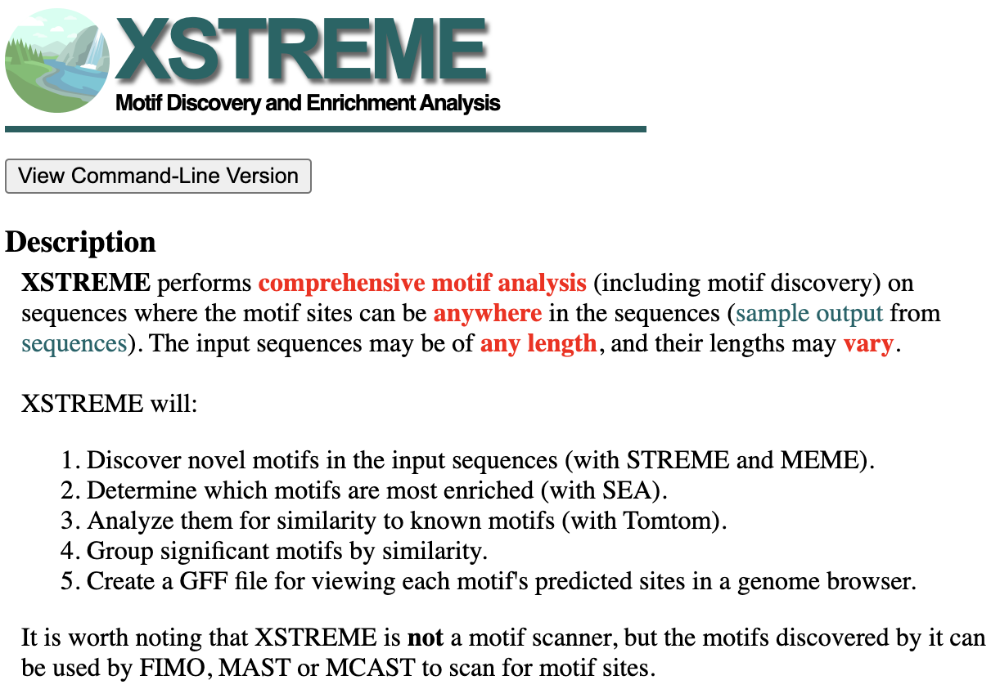 XSTREME
Motif Discovery and Enrichment Analysis
View Command-Line Version
Description
XSTREME performs comprehensive motif analysis (including motif discovery) on
sequences where the motif sites can be anywhere in the sequences (sample output from
sequences). The input sequences may be of any length, and their lengths may vary.
XSTREME will:
1. Discover novel motifs in the input sequences (with STREME and MEME).
2. Determine which motifs are most enriched (with SEA).
3. Analyze them for similarity to known motifs (with Tomtom).
4. Group significant motifs by similarity.
5. Create a GFF file for viewing each motif's predicted sites in a genome browser.
It is worth noting that XSTREME is not a motif scanner, but the motifs discovered by it can
be used by FIMO, MAST or MCAST to scan for motif sites.